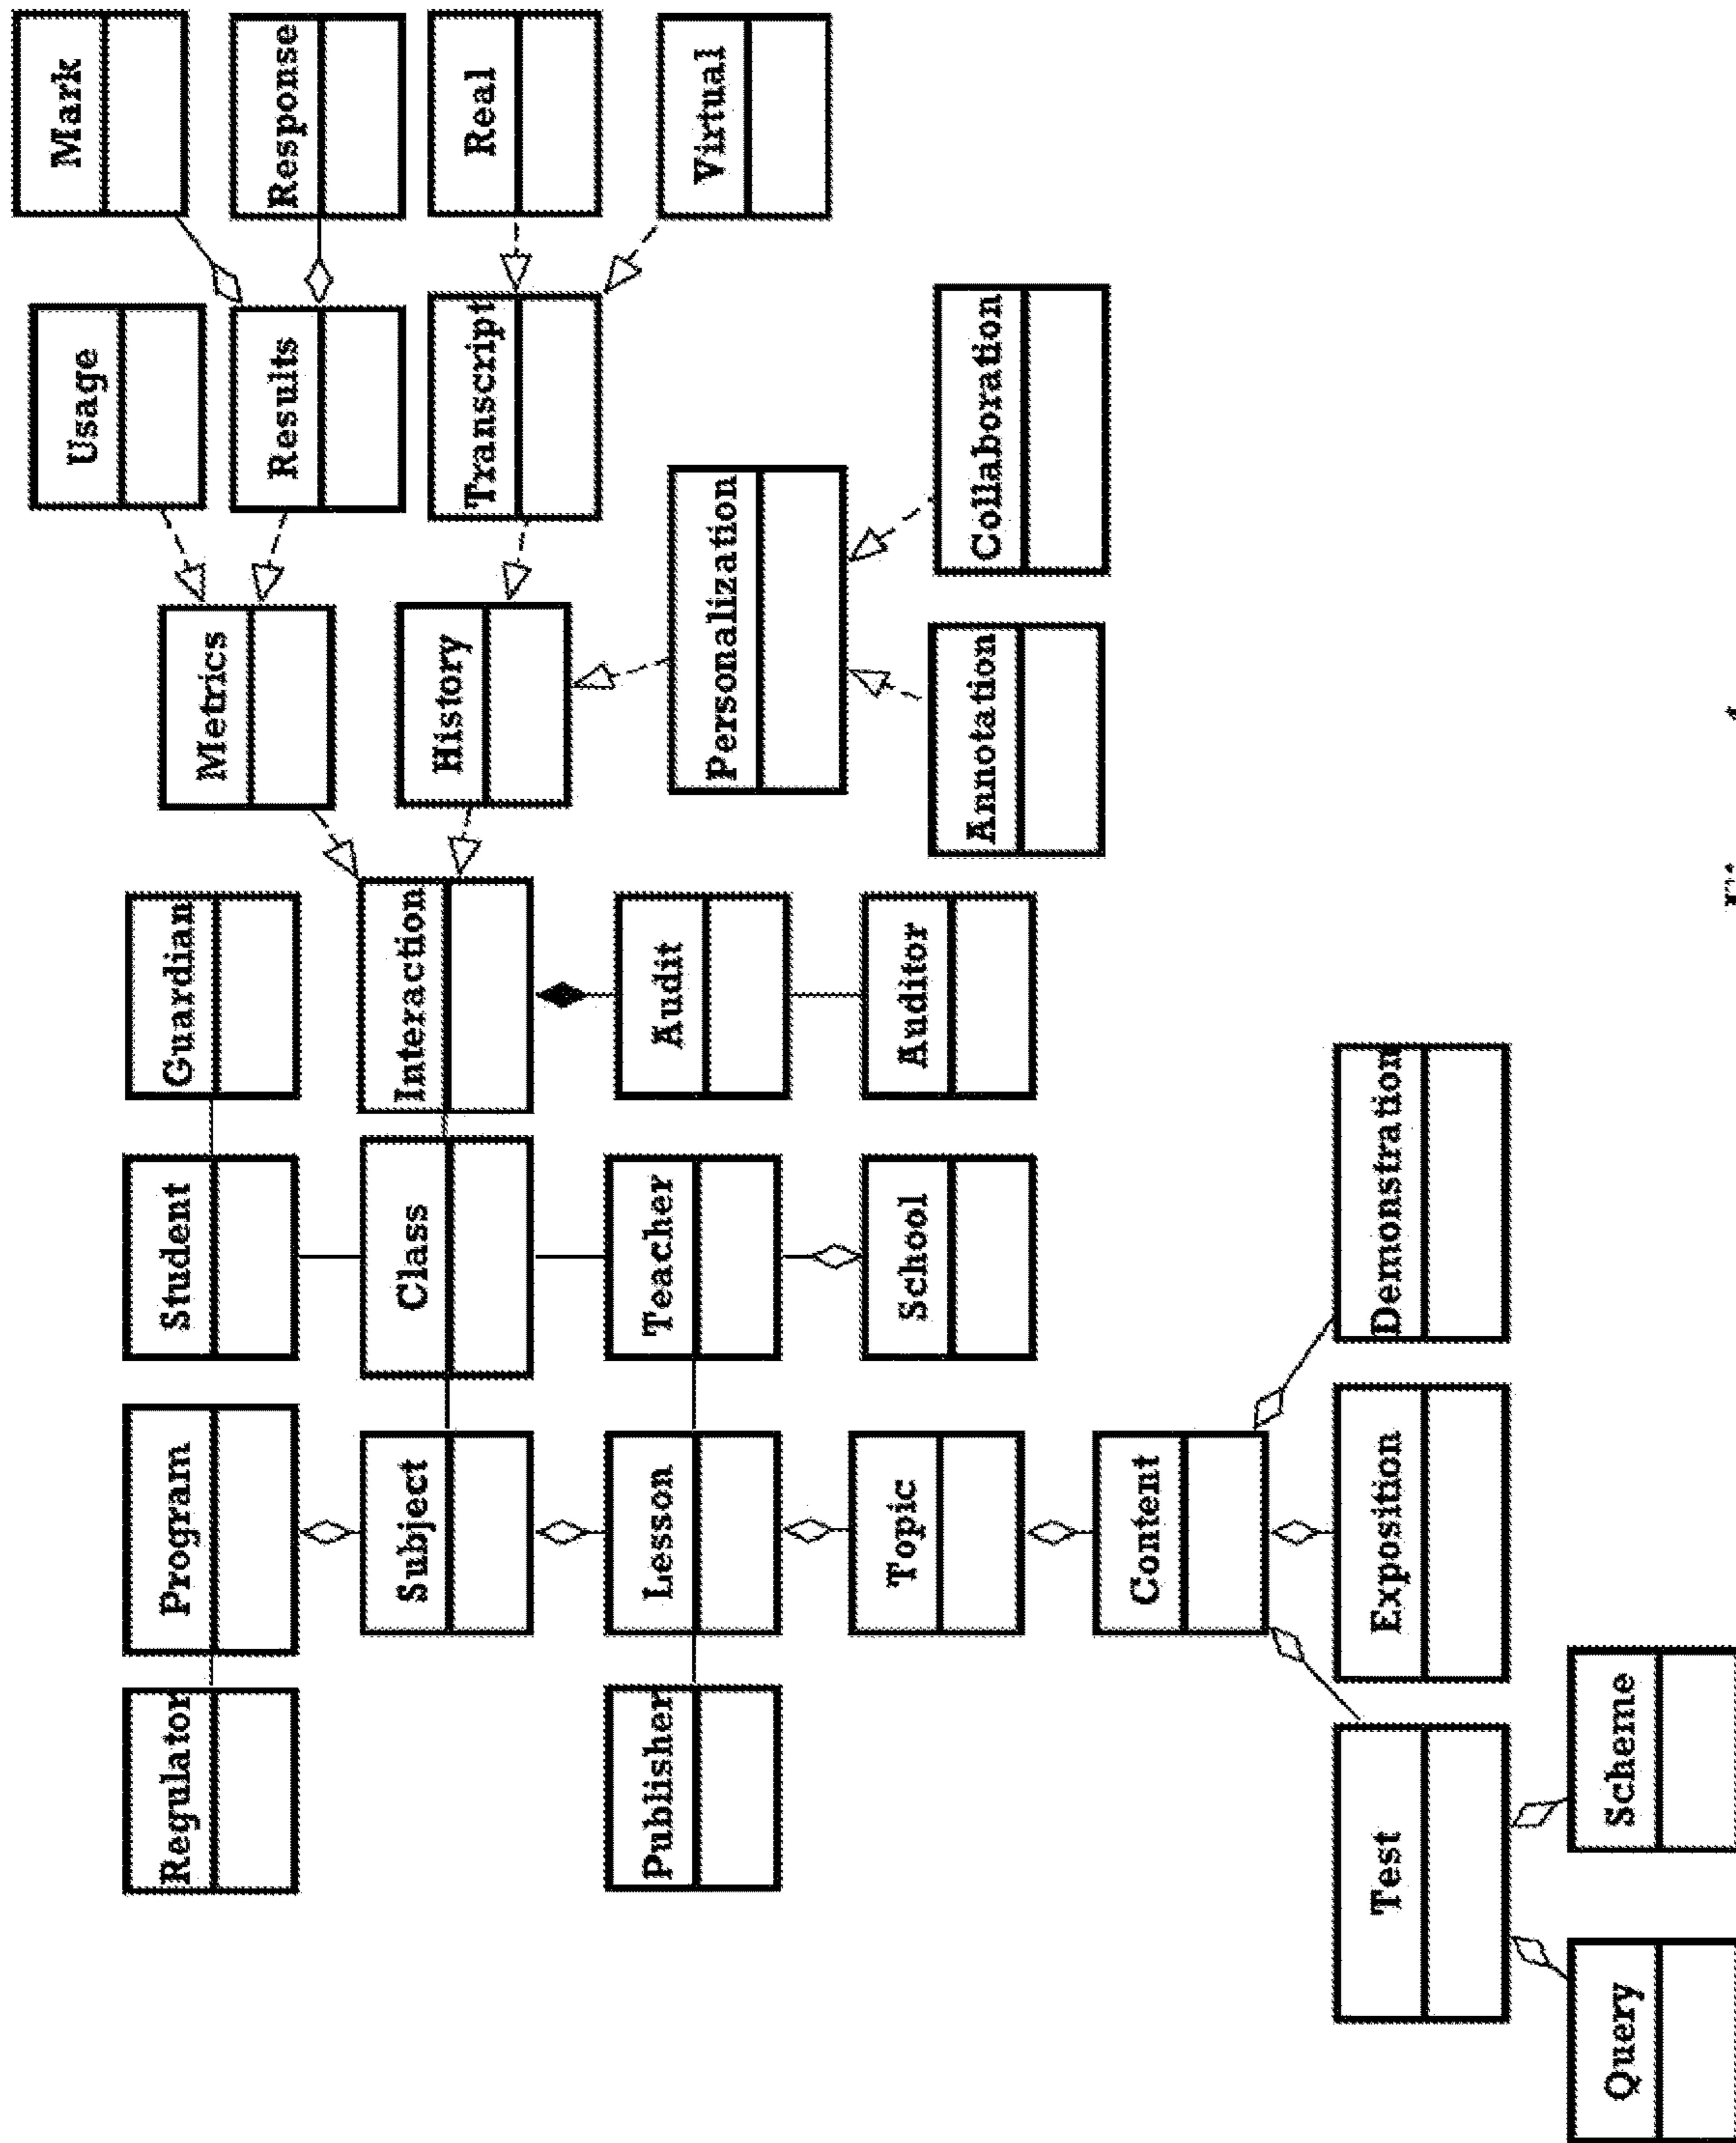 Usage
Mark
Regulator
Program
Student
Guardian
Metrics
Results
Response
Subject
Class
Interaction
History
Transcript
Real
Publisher
Lesson
Teacher
Audit
Personalization
Virtual
Topic
School
Auditor
Annotation
Collaboration
Content
Test
Exposition
Demonstration
Query
Scheme